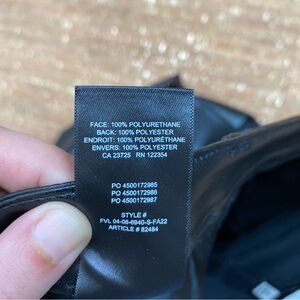 FACE: 100% POLYURETHANE
BACK: 100% POLYESTER
ENDROIT: 100% POLYURÉTHANE
ENVERS: 100% POLYESTER
CA 23725 RN 122354
PO 4500172985
PO 4500172986
PO 4500172987
STYLE #
FVL 04-06-6940-S-FA22
ARTICLE # 82484